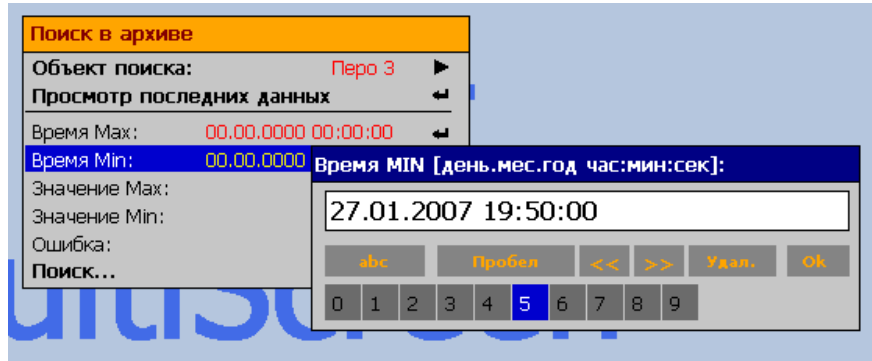 Поиск в архиве
Объект поиска: Перо 3
Просмотр последних данных
Время Max: 00.00.0000 00:00:00
Время Min: 00.00.0000
Значение Max:
Значение Min:
Ошибка:
Поиск...
Время MIN [день.мес.год час:мин:сек]:
27.01.2007 19:50:00
abc Пробел << >> Удал. Ok
0 1 2 3 4 5 6 7 8 9